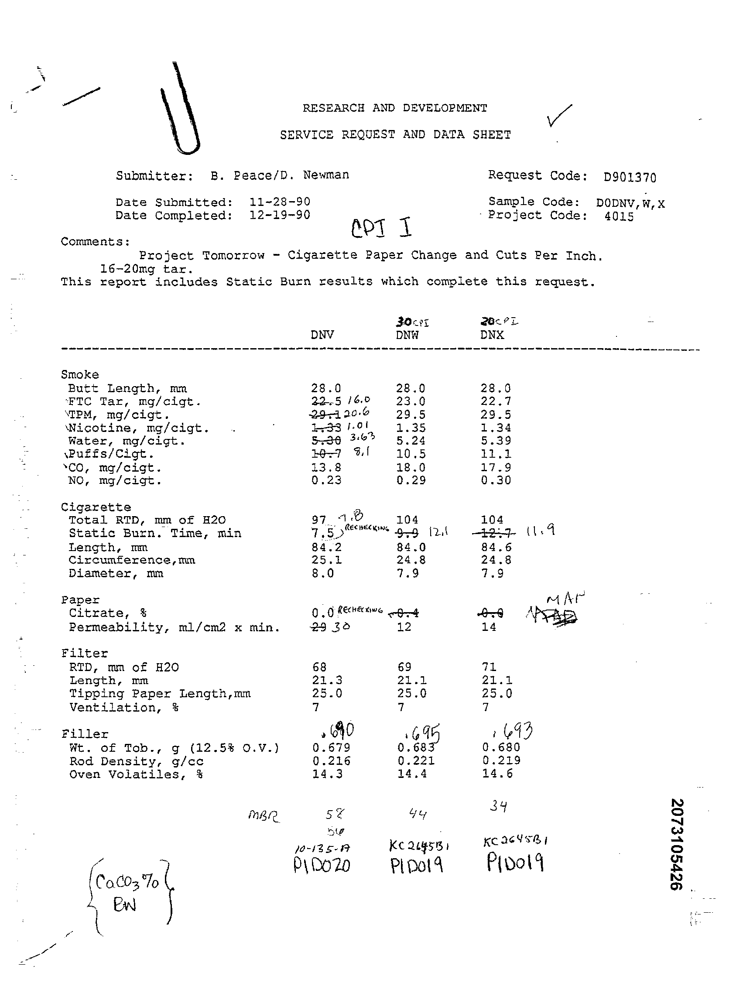 RESEARCH AND DEVELOPMENT
SERVICE REQUEST AND DATA SHEET
Submitter: B. Peace/D. Newman Request Code: D901370
Date Submitted: 11-28-90 Sample Code: D0DNV,W,X
Date Completed: 12-19-90 Project Code: 4015
CPI I
Comments:
Project Tomorrow - Cigarette Paper Change and Cuts Per Inch.
16-20mg tar.
This report includes Static Burn results which complete this request.
30CPI 20CPI
DNV DNW DNX
Smoke
Butt Length, mm 28.0 28.0 28.0
FTC Tar, mg/cigt. 22.5 16.0 23.0 22.7
TPM, mg/cigt. 29.1 20.6 29.5 29.5
Nicotine, mg/cigt. 1.33 1.01 1.35 1.34
Water, mg/cigt. 5.30 3.63 5.24 5.39
Puffs/Cigt. 10.7 8.1 10.5 11.1
CO, mg/cigt. 13.8 18.0 17.9
NO, mg/cigt. 0.23 0.29 0.30
Cigarette
Total RTD, mm of H2O 97 7.8 104 104
Static Burn. Time, min 7.5 RECHECKING 9.9 12.1 12.7 11.9
Length, mm 84.2 84.0 84.6
Circumference,mm 25.1 24.8 24.8
Diameter, mm 8.0 7.9 7.9
Paper MAP
Citrate, % 0.0 RECHECKING 0.4 0.0
Permeability, ml/cm2 x min. 29 30 12 14
Filter
RTD, mm of H2O 68 69 71
Length, mm 21.3 21.1 21.1
Tipping Paper Length,mm 25.0 25.0 25.0
Ventilation, % 7 7 7
Filler .690 .695 .693
Wt. of Tob., g (12.5% O.V.) 0.679 0.683 0.680
Rod Density, g/cc 0.216 0.221 0.219
Oven Volatiles, % 14.3 14.4 14.6
MBR 58 44 34
10-135-19 KC2645B1 KC2645B1
P1D020 P1D019 P1D019
CaCO3 %
BW
2073105426